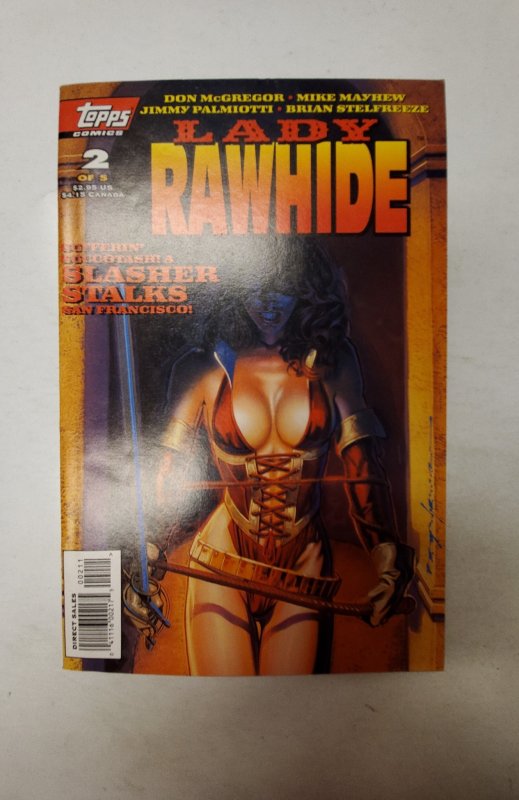 DON McGREGOR • MIKE MAYHEW
JIMMY PALMIOTTI • BRIAN STELFREEZE
TOPPS
COMICS
LADY
RAWHIDE
2
OF 5
$2.95 US
$4.15 CANADA
SUFFERIN'
SUCCOTASH! A
SLASHER
STALKS
SAN FRANCISCO!
00211
DIRECT SALES